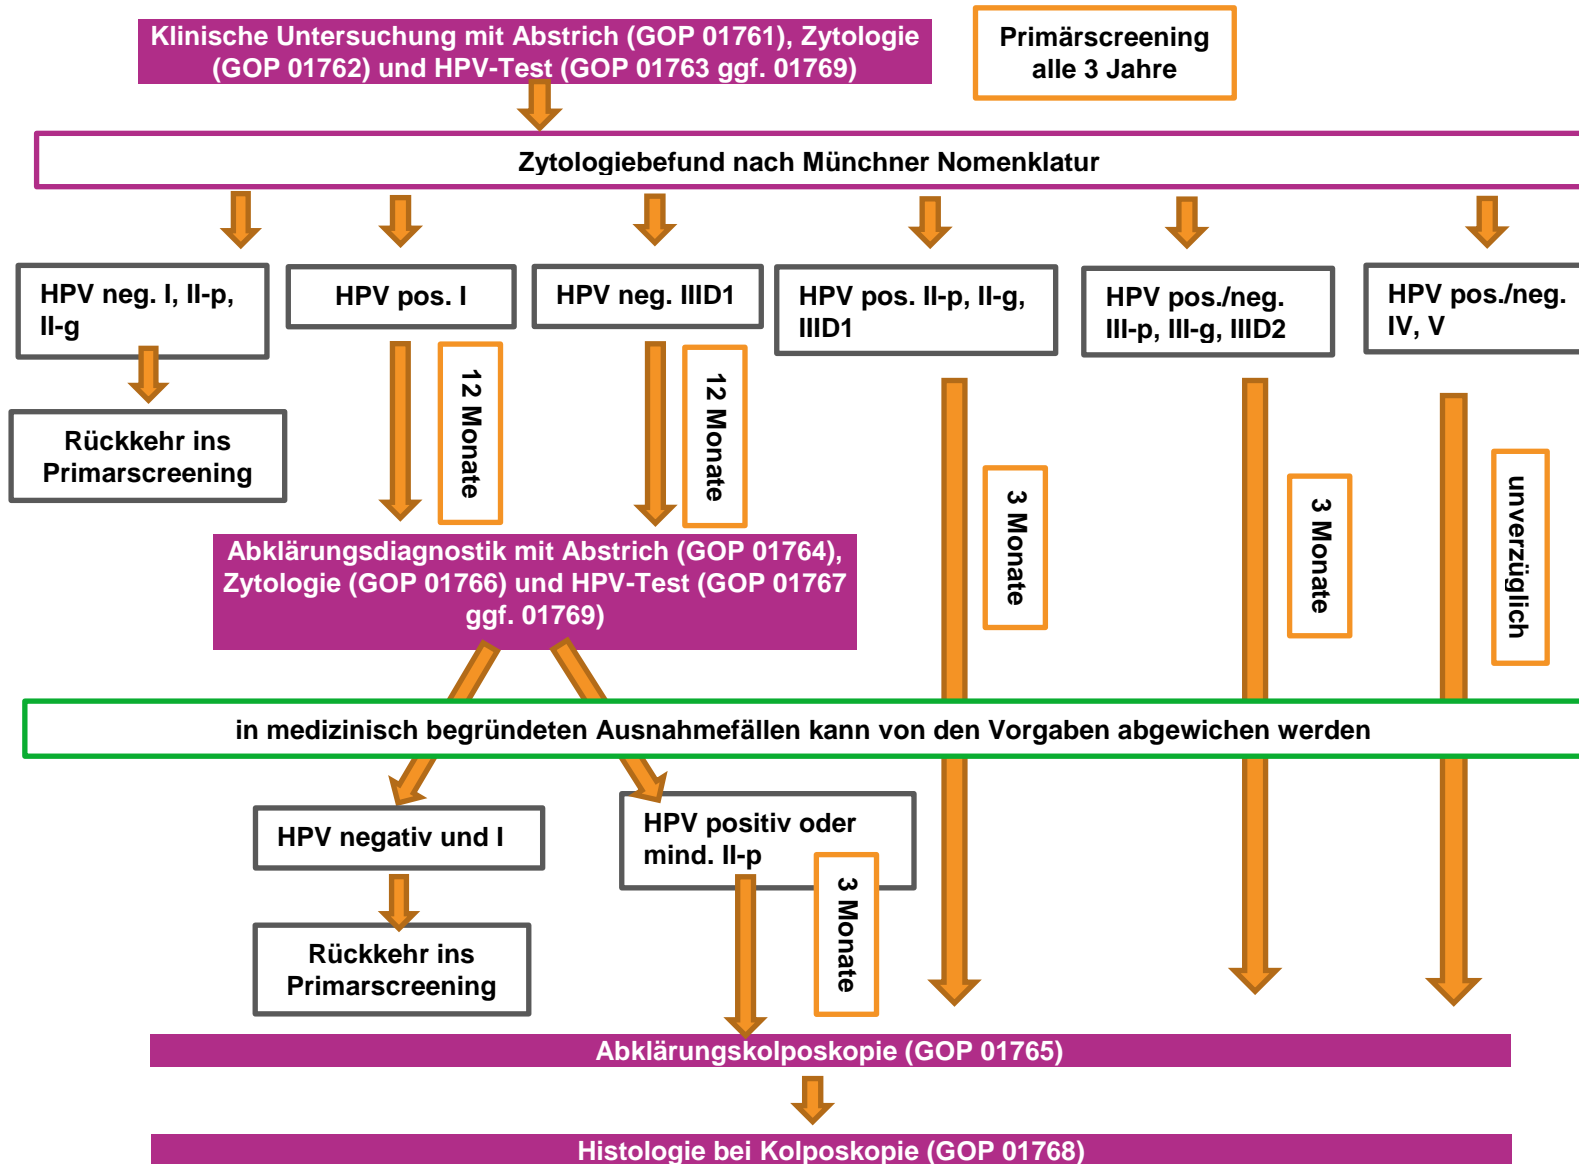 Klinische Untersuchung mit Abstrich (GOP 01761), Zytologie
(GOP 01762) und HPV-Test (GOP 01763 ggf. 01769)
Primärscreening
alle 3 Jahre
Zytologiebefund nach Münchner Nomenklatur
HPV neg. I, II-p,
II-g
HPV pos. I
HPV neg. IIID1
HPV pos. II-p, II-g,
IIID1
HPV pos./neg.
III-p, III-g, IIID2
HPV pos./neg.
IV, V
Rückkehr ins
Primarscreening
12 Monate
12 Monate
3 Monate
3 Monate
unverzüglich
Abklärungsdiagnostik mit Abstrich (GOP 01764),
Zytologie (GOP 01766) und HPV-Test (GOP 01767
ggf. 01769)
in medizinisch begründeten Ausnahmefällen kann von den Vorgaben abgewichen werden
HPV negativ und I
HPV positiv oder
mind. II-p
3 Monate
Rückkehr ins
Primarscreening
Abklärungskolposkopie (GOP 01765)
Histologie bei Kolposkopie (GOP 01768)